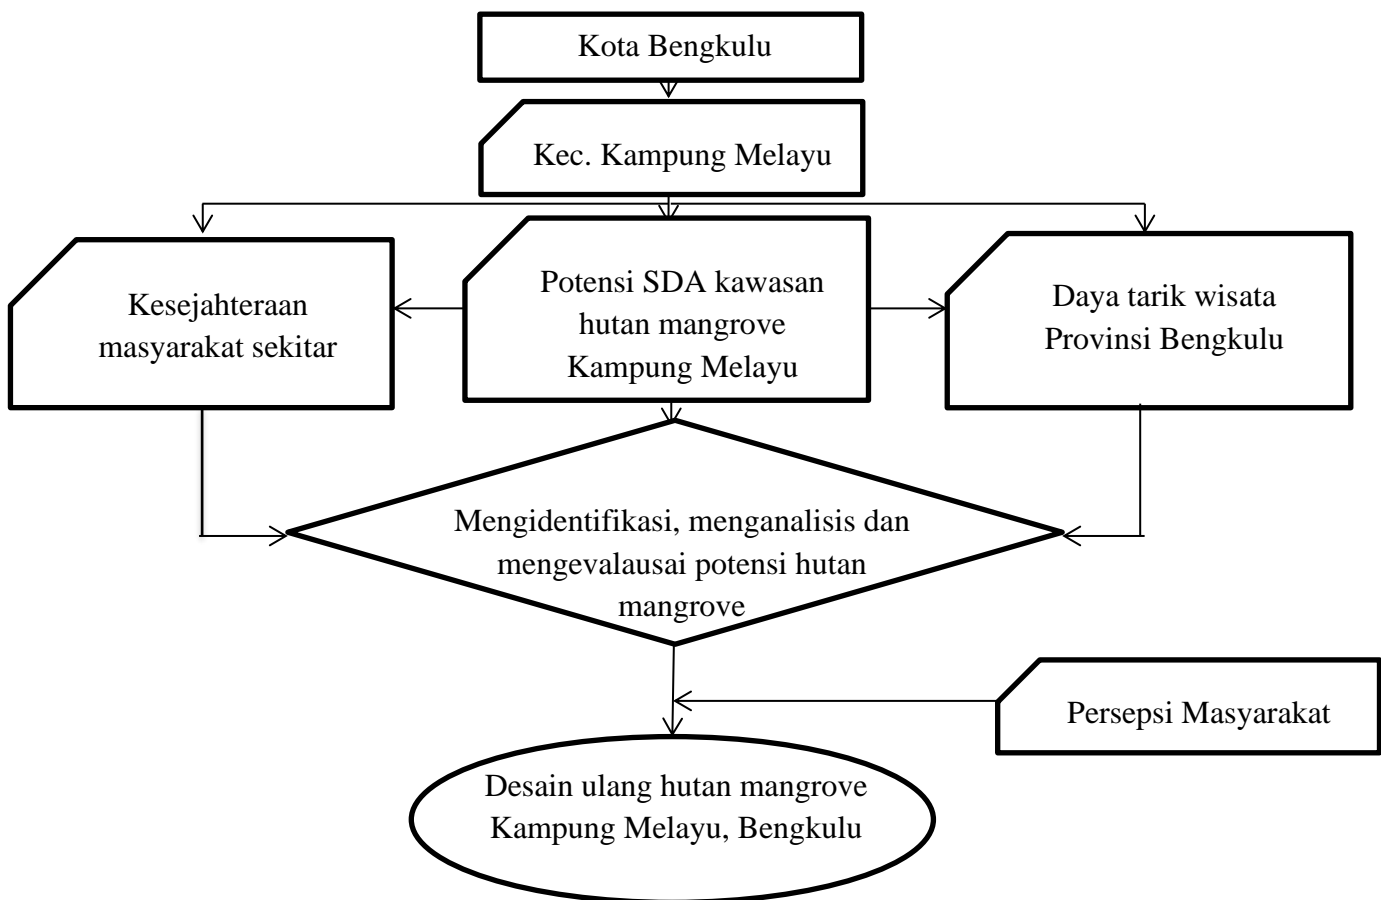 Kota Bengkulu
Kec. Kampung Melayu
Kesejahteraan
masyarakat sekitar
Potensi SDA kawasan
hutan mangrove
Kampung Melayu
Daya tarik wisata
Provinsi Bengkulu
Mengidentifikasi, menganalisis dan
mengevalausai potensi hutan
mangrove
Persepsi Masyarakat
Desain ulang hutan mangrove
Kampung Melayu, Bengkulu